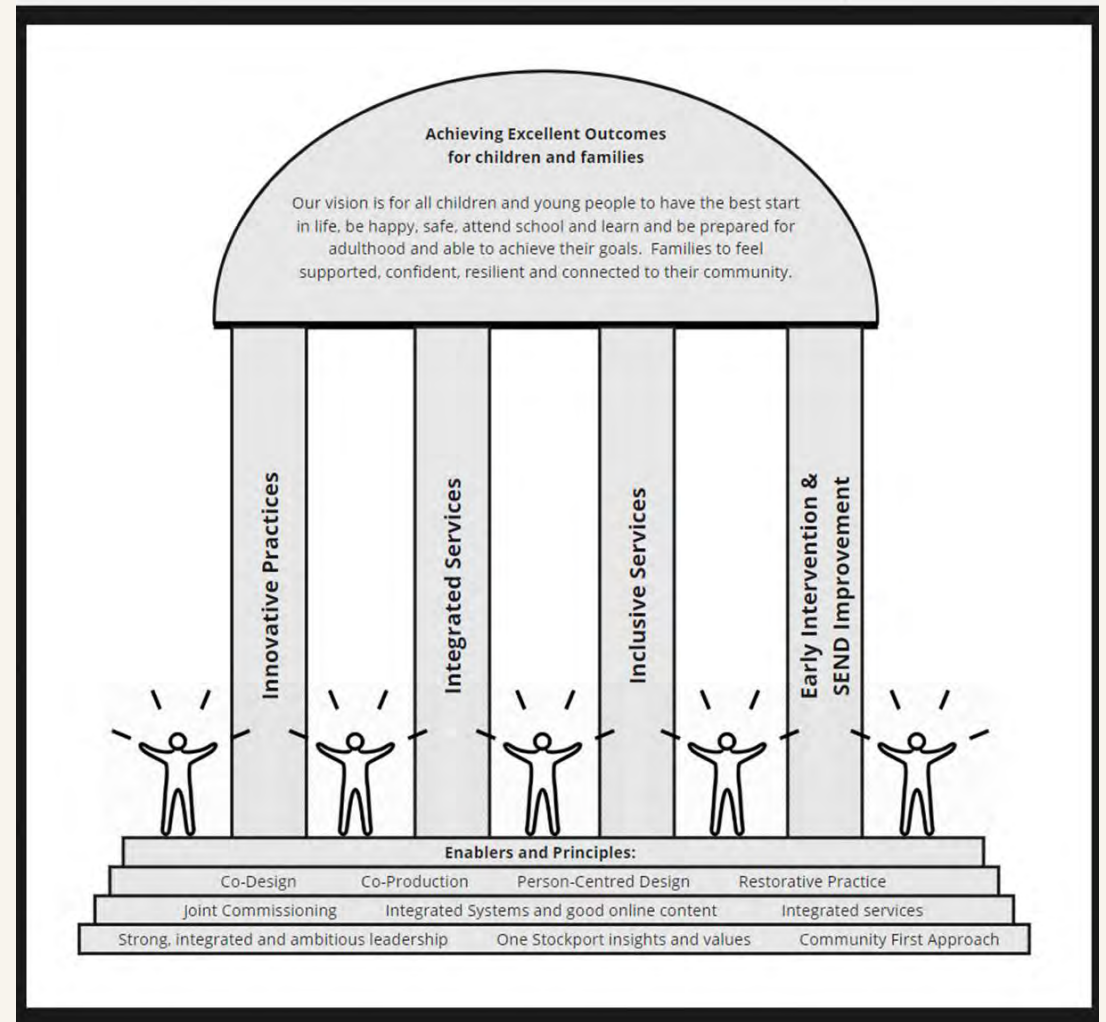 Achieving Excellent Outcomes
for children and families
Our vision is for all children and young people to have the best start
in life, be happy, safe, attend school and learn and be prepared for
adulthood and able to achieve their goals. Families to feel
supported, confident, resilient and connected to their community.
Innovative Practices
Integrated Services
Inclusive Services
Early Intervention &
SEND Improvement
Enablers and Principles:
Co-Design Co-Production Person-Centred Design Restorative Practice
Joint Commissioning Integrated Systems and good online content Integrated services
Strong, integrated and ambitious leadership One Stockport insights and values Community First Approach